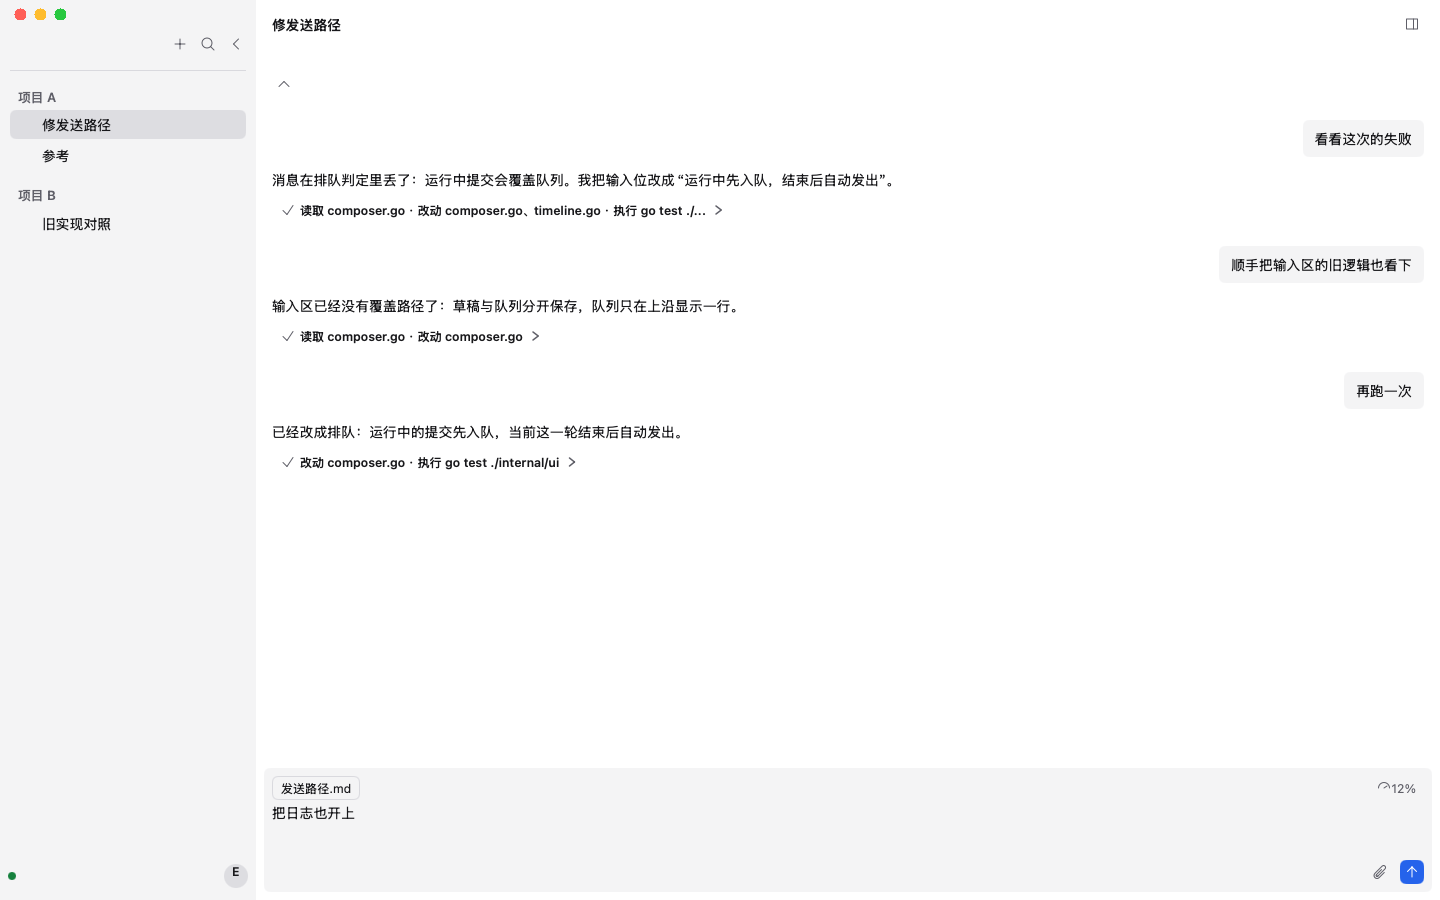 修发送路径
项目 A
修发送路径
参考
项目 B
旧实现对照
看看这次的失败
消息在排队判定里丢了：运行中提交会覆盖队列。我把输入位改成“运行中先入队，结束后自动发出”。
读取 composer.go · 改动 composer.go、timeline.go · 执行 go test ./...
顺手把输入区的旧逻辑也看下
输入区已经没有覆盖路径了：草稿与队列分开保存，队列只在上沿显示一行。
读取 composer.go · 改动 composer.go
再跑一次
已经改成排队：运行中的提交先入队，当前这一轮结束后自动发出。
改动 composer.go · 执行 go test ./internal/ui
发送路径.md
12%
把日志也开上
E